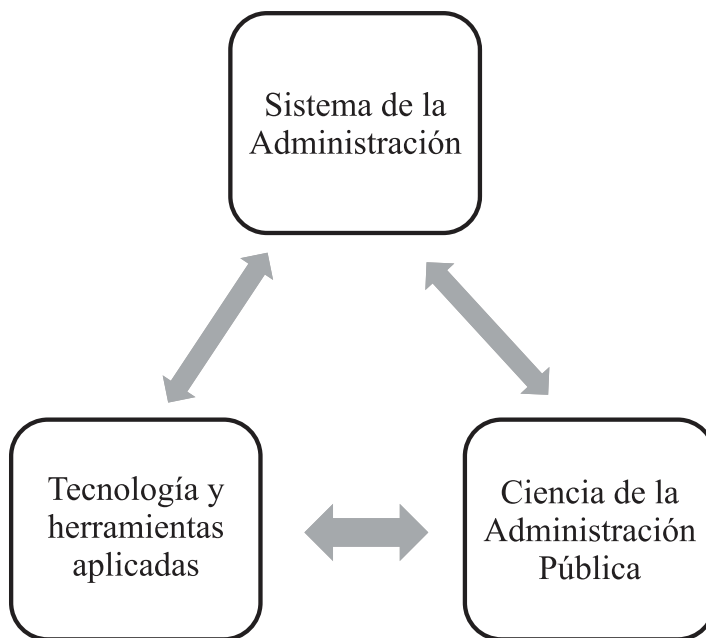 Sistema de la
Administración
Tecnología y
herramientas
aplicadas
Ciencia de la
Administración
Pública